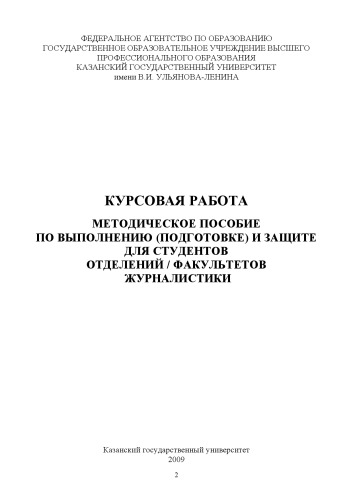 ФЕДЕРАЛЬНОЕ АГЕНТСТВО ПО ОБРАЗОВАНИЮ
ГОСУДАРСТВЕННОЕ ОБРАЗОВАТЕЛЬНОЕ УЧРЕЖДЕНИЕ ВЫСШЕГО
ПРОФЕССИОНАЛЬНОГО ОБРАЗОВАНИЯ
КАЗАНСКИЙ ГОСУДАРСТВЕННЫЙ УНИВЕРСИТЕТ
имени В.И. УЛЬЯНОВА-ЛЕНИНА
КУРСОВАЯ РАБОТА
МЕТОДИЧЕСКОЕ ПОСОБИЕ
ПО ВЫПОЛНЕНИЮ (ПОДГОТОВКЕ) И ЗАЩИТЕ
ДЛЯ СТУДЕНТОВ
ОТДЕЛЕНИЙ / ФАКУЛЬТЕТОВ
ЖУРНАЛИСТИКИ
Казанский государственный университет
2009
2